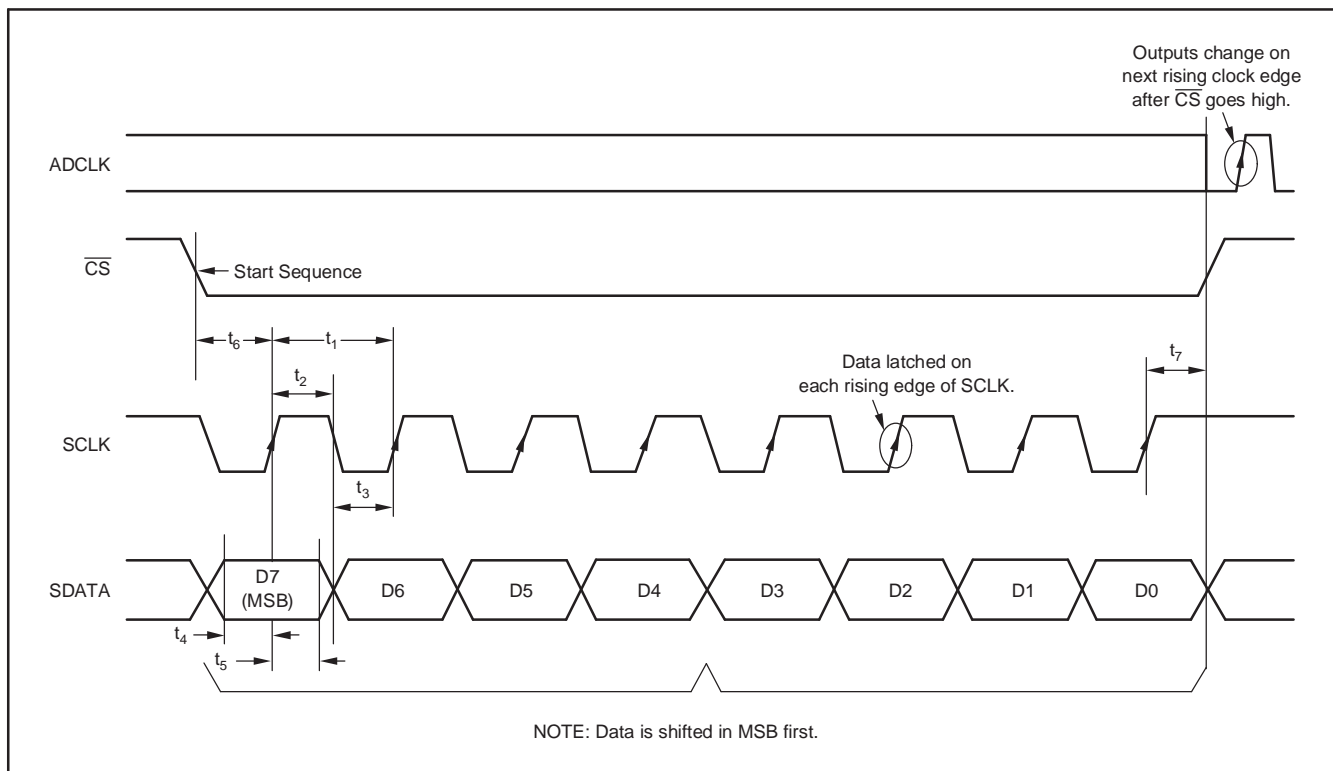 Outputs change on
next rising clock edge
after C̅S̅ goes high.
ADCLK
C̅S̅
Start Sequence
t6
t1
t2
Data latched on
each rising edge of SCLK.
t7
SCLK
t3
SDATA
D7
(MSB)
D6
D5
D4
D3
D2
D1
D0
t4
t5
NOTE: Data is shifted in MSB first.